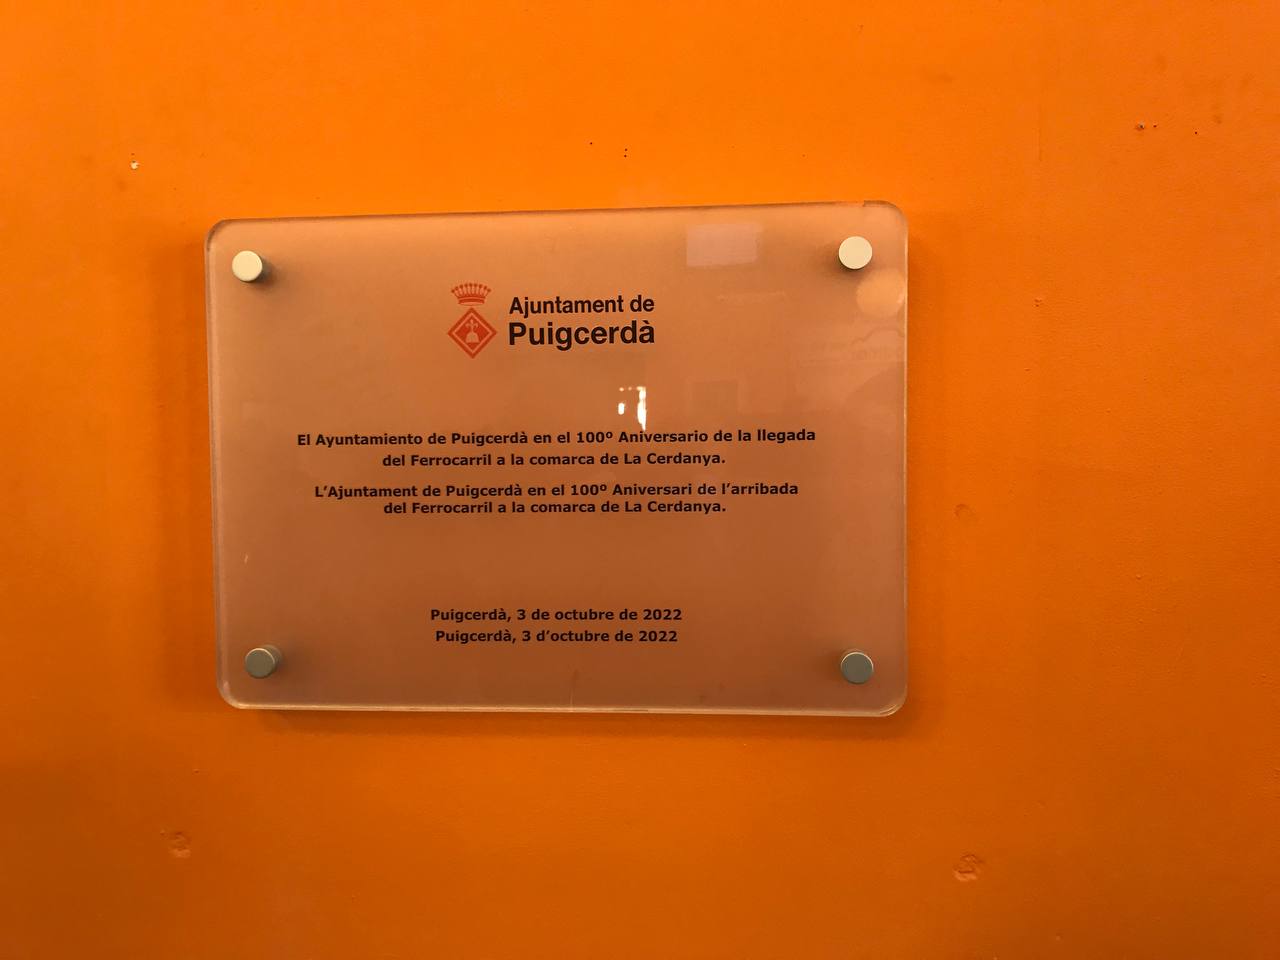 Ajuntament de
Puigcerdà
El Ayuntamiento de Puigcerdà en el 100º Aniversario de la llegada
del Ferrocarril a la comarca de La Cerdanya.
L’Ajuntament de Puigcerdà en el 100º Aniversari de l’arribada
del Ferrocarril a la comarca de La Cerdanya.
Puigcerdà, 3 de octubre de 2022
Puigcerdà, 3 d’octubre de 2022